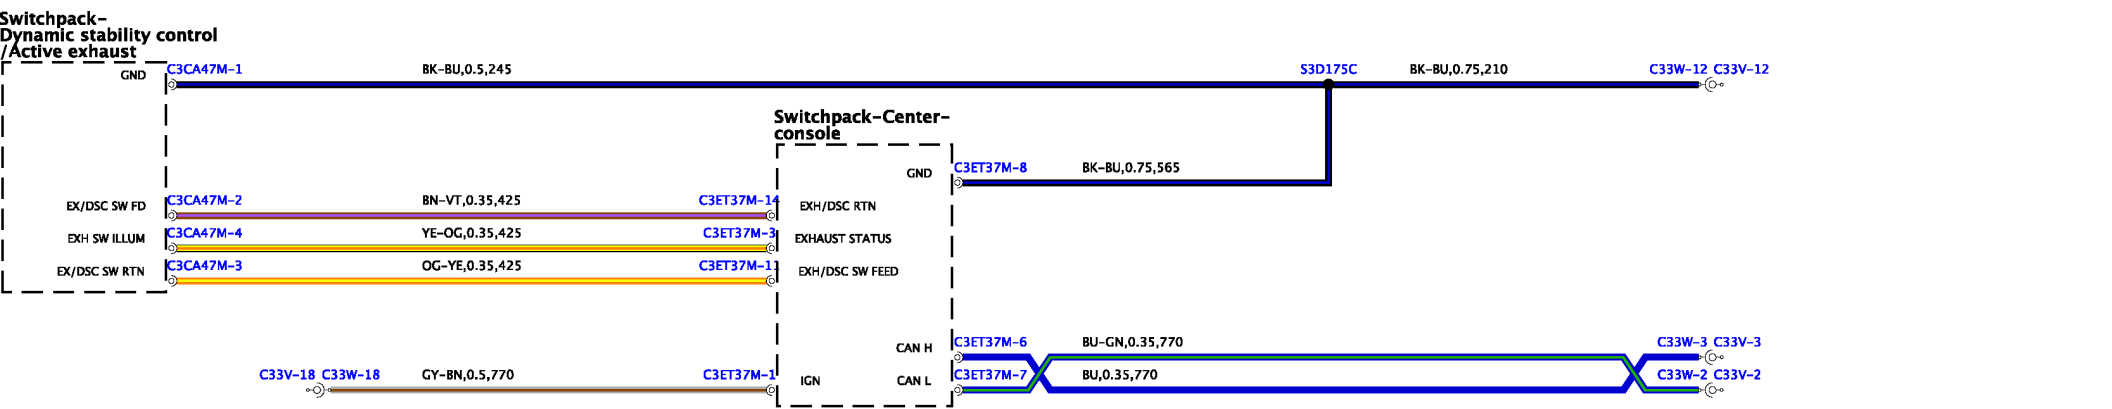 Switchpack-
Dynamic stability control
/Active exhaust
GND C3CA47M-1 BK-BU,0.5,245 S3D175C BK-BU,0.75,210 C33W-12 C33V-12
Switchpack-Center-
console
GND C3ET37M-8 BK-BU,0.75,565
EX/DSC SW FD C3CA47M-2 BN-VT,0.35,425 C3ET37M-14 EXH/DSC RTN
EXH SW ILLUM C3CA47M-4 YE-OG,0.35,425 C3ET37M-3 EXHAUST STATUS
EX/DSC SW RTN C3CA47M-3 OG-YE,0.35,425 C3ET37M-11 EXH/DSC SW FEED
CAN H C3ET37M-6 BU-GN,0.35,770 C33W-3 C33V-3
C33V-18 C33W-18 GY-BN,0.5,770 C3ET37M-1 IGN CAN L C3ET37M-7 BU,0.35,770 C33W-2 C33V-2